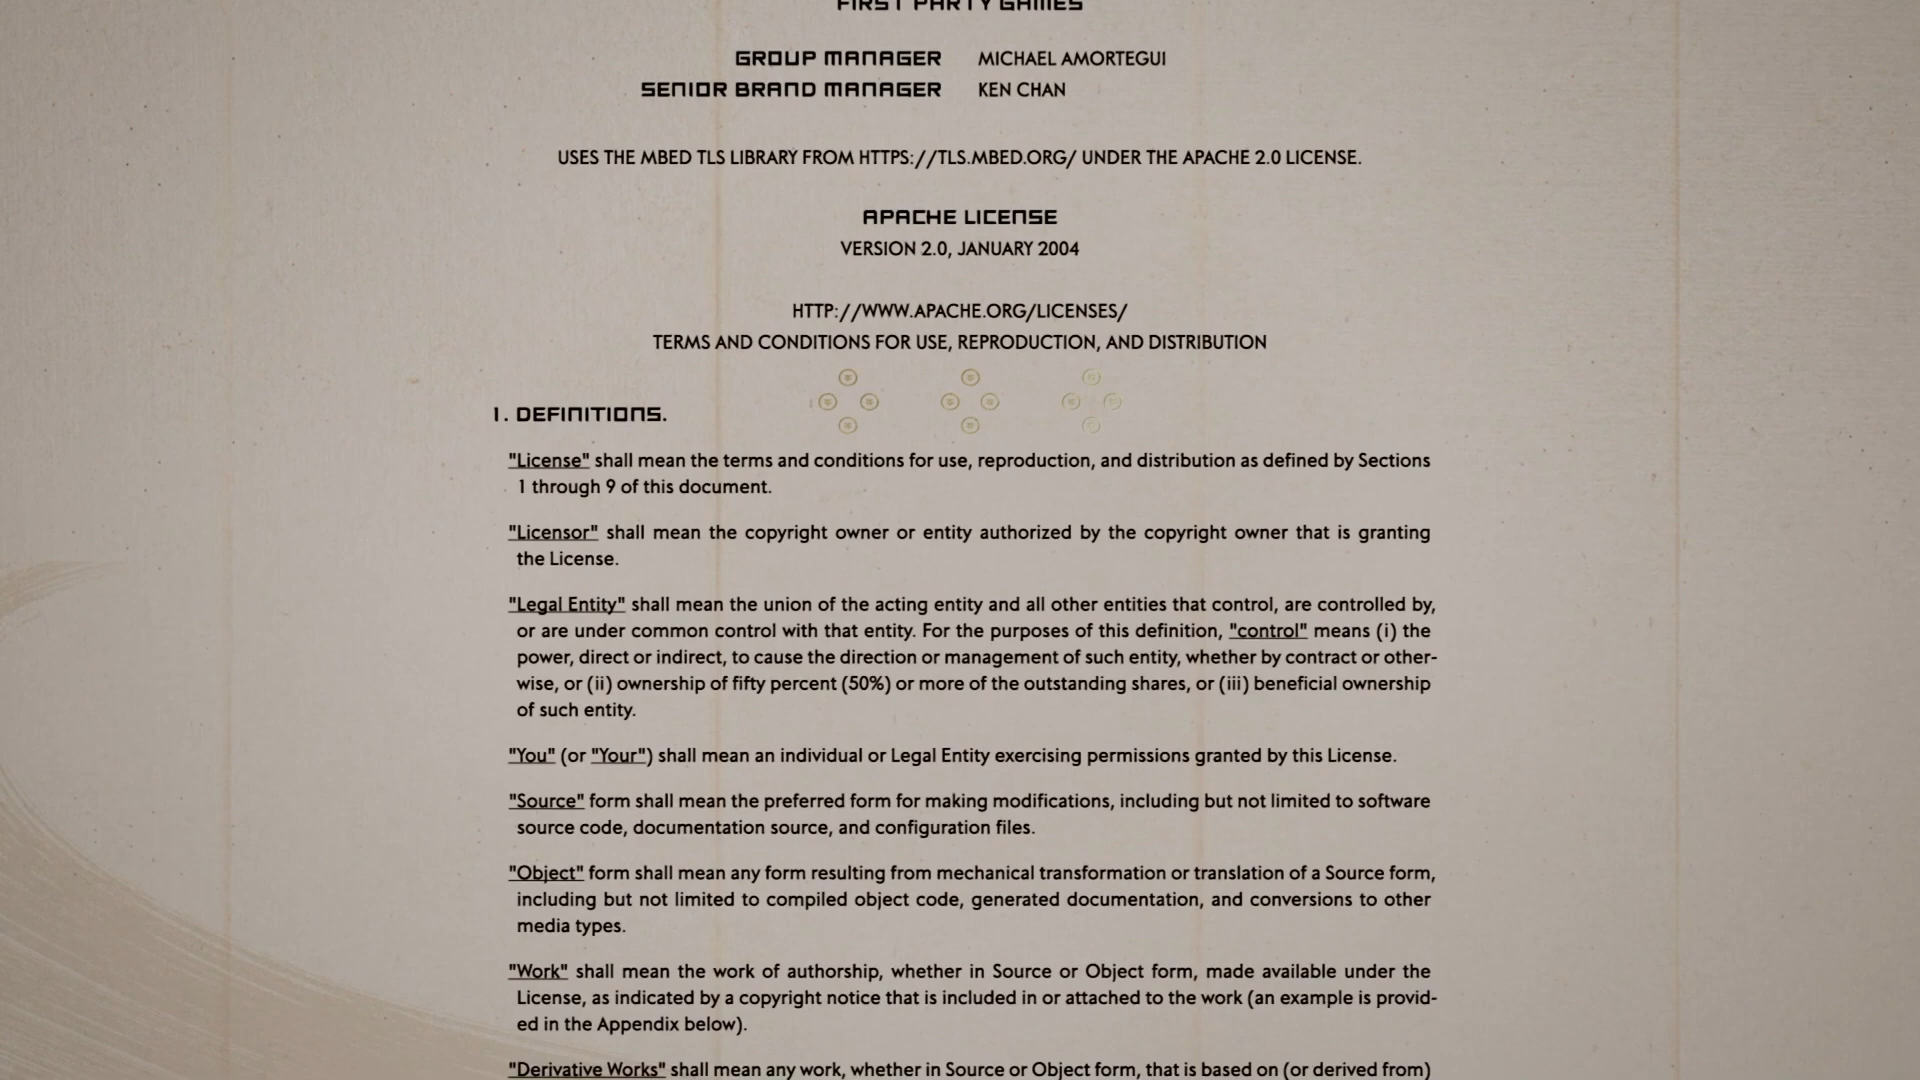 FIRST PARTY GAMES
GROUP MANAGER MICHAEL AMORTEGUI
SENIOR BRAND MANAGER KEN CHAN
USES THE MBED TLS LIBRARY FROM HTTPS://TLS.MBED.ORG/ UNDER THE APACHE 2.0 LICENSE.
APACHE LICENSE
VERSION 2.0, JANUARY 2004
HTTP://WWW.APACHE.ORG/LICENSES/
TERMS AND CONDITIONS FOR USE, REPRODUCTION, AND DISTRIBUTION
1. DEFINITIONS.
"License" shall mean the terms and conditions for use, reproduction, and distribution as defined by Sections
1 through 9 of this document.
"Licensor" shall mean the copyright owner or entity authorized by the copyright owner that is granting
the License.
"Legal Entity" shall mean the union of the acting entity and all other entities that control, are controlled by,
or are under common control with that entity. For the purposes of this definition, "control" means (i) the
power, direct or indirect, to cause the direction or management of such entity, whether by contract or other-
wise, or (ii) ownership of fifty percent (50%) or more of the outstanding shares, or (iii) beneficial ownership
of such entity.
"You" (or "Your") shall mean an individual or Legal Entity exercising permissions granted by this License.
"Source" form shall mean the preferred form for making modifications, including but not limited to software
source code, documentation source, and configuration files.
"Object" form shall mean any form resulting from mechanical transformation or translation of a Source form,
including but not limited to compiled object code, generated documentation, and conversions to other
media types.
"Work" shall mean the work of authorship, whether in Source or Object form, made available under the
License, as indicated by a copyright notice that is included in or attached to the work (an example is provid-
ed in the Appendix below).
"Derivative Works" shall mean any work, whether in Source or Object form, that is based on (or derived from)